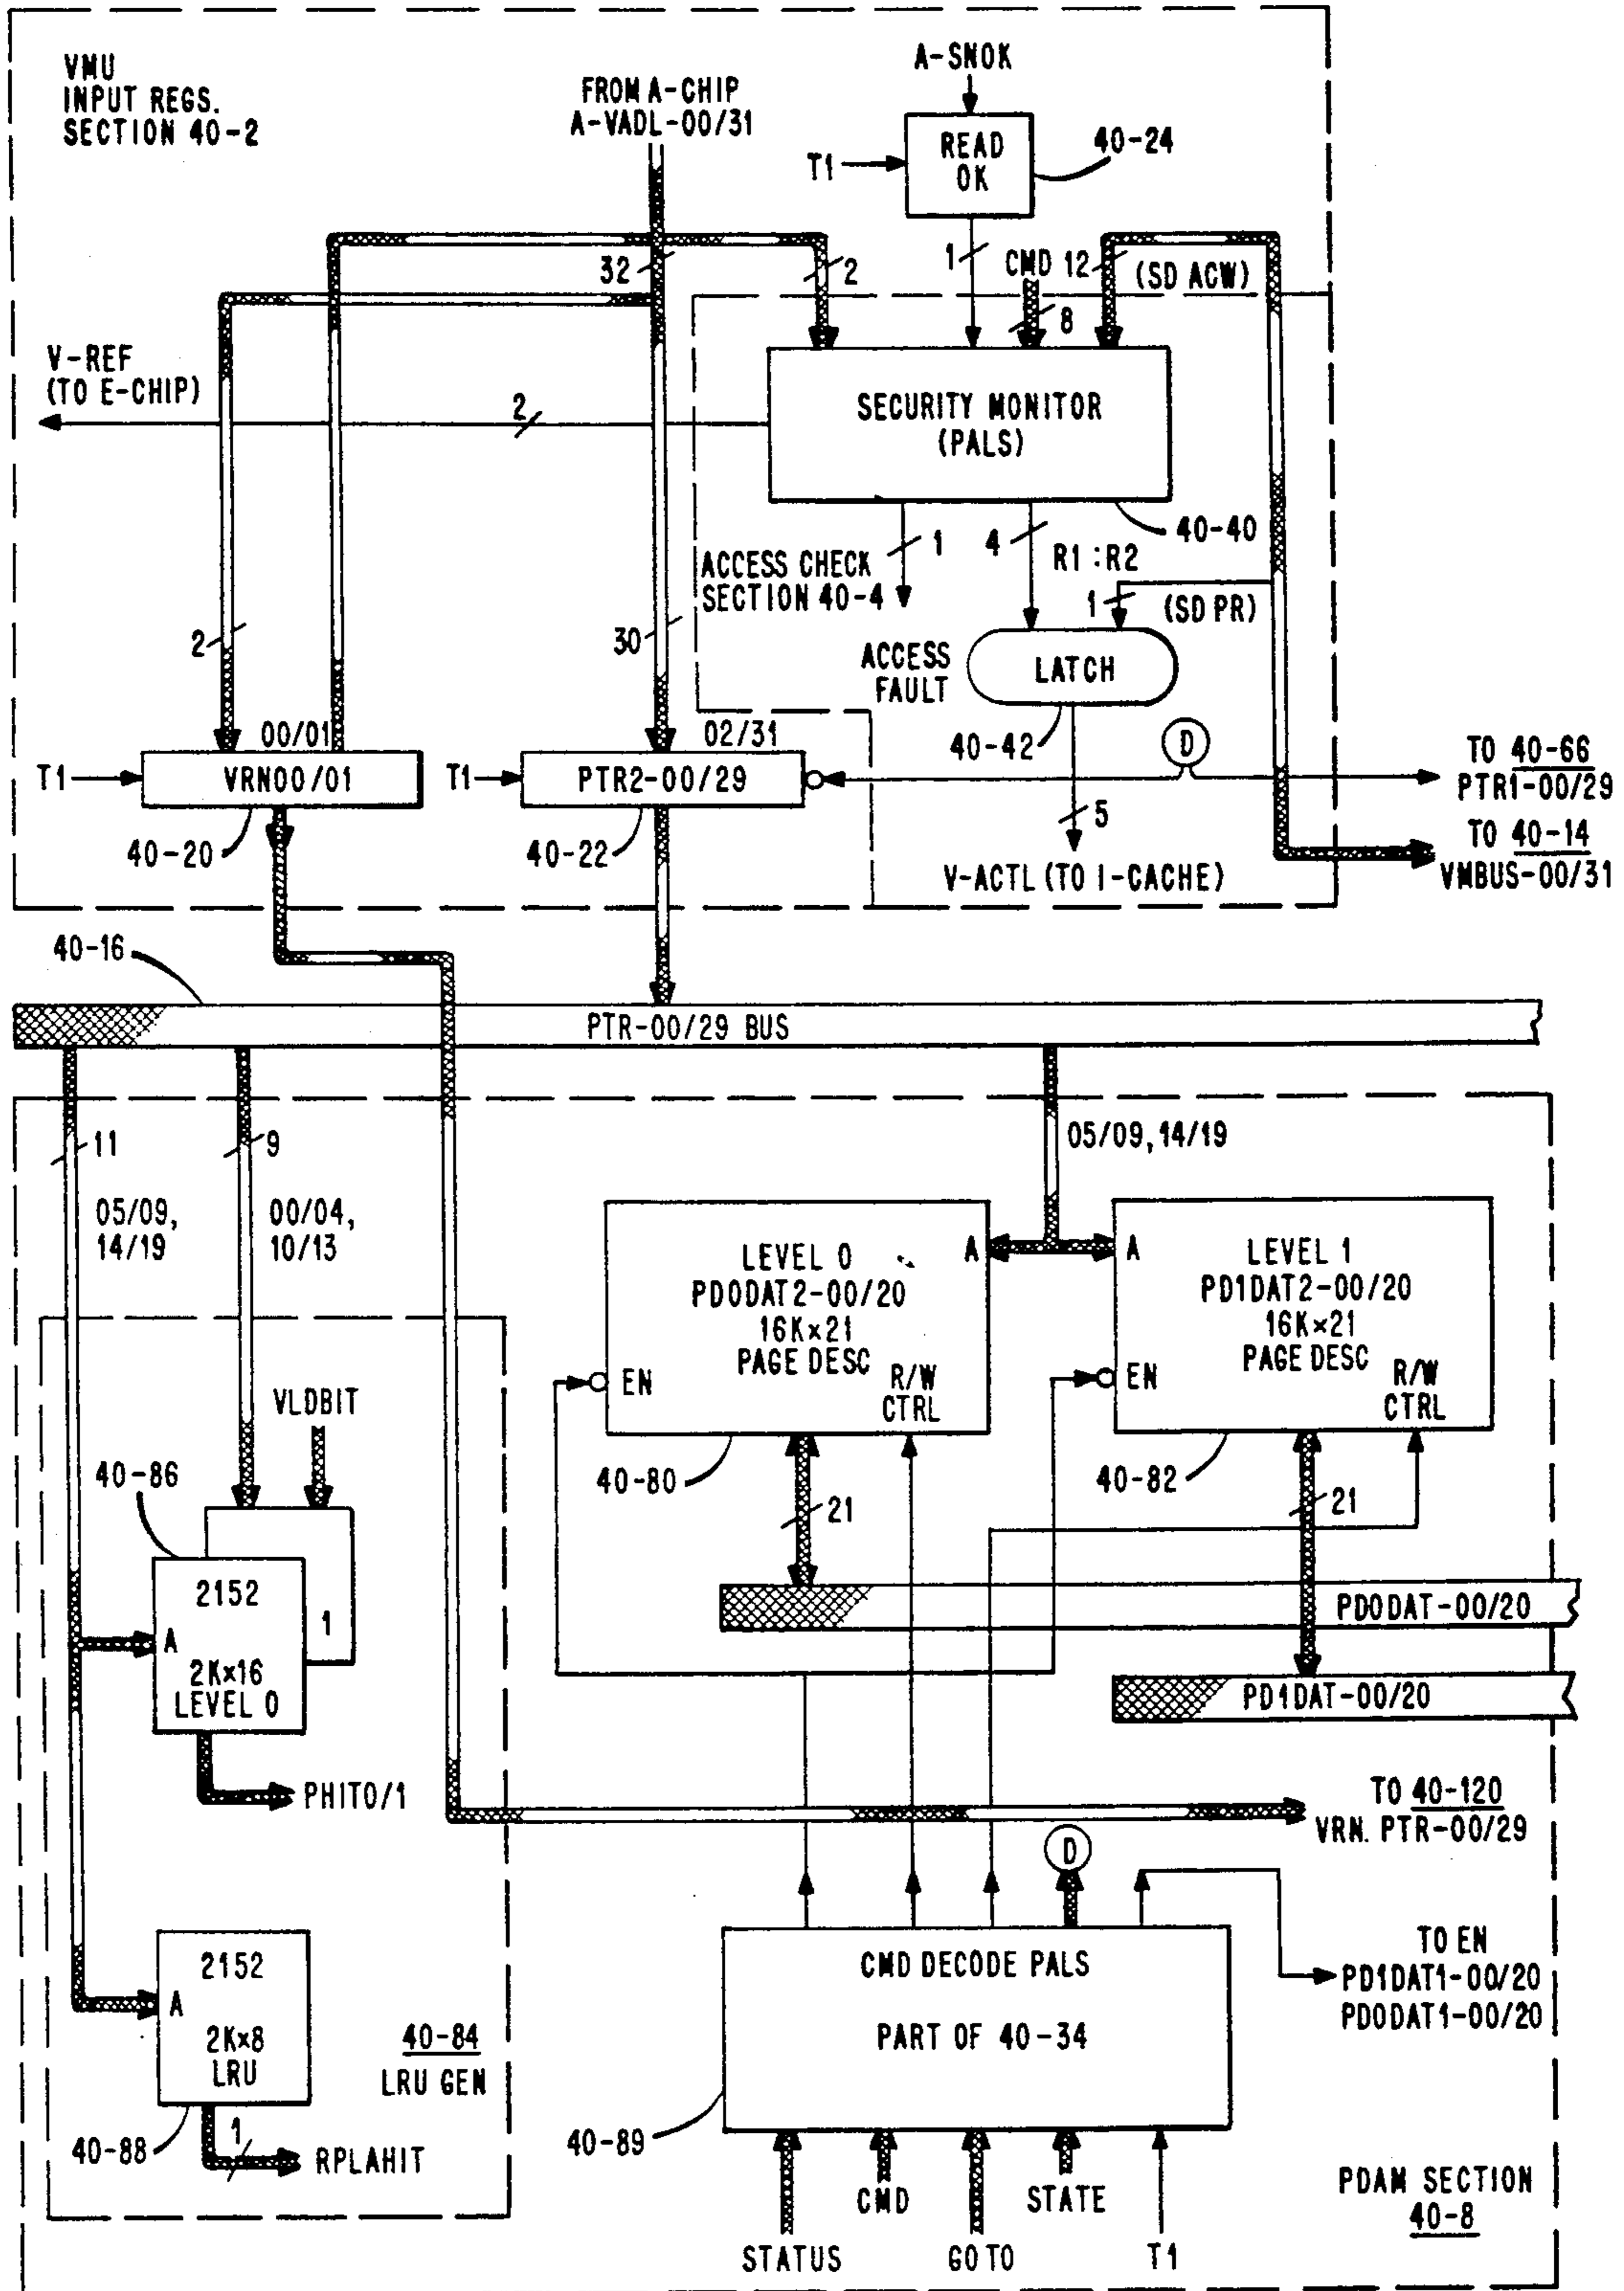 VMU
INPUT REGS.
SECTION 40-2
FROM A-CHIP
A-VADL-00/31
A-SNOK
T1
READ
OK
40-24
32
2
1
CMD
8
12
(SD ACW)
V-REF
(TO E-CHIP)
2
SECURITY MONITOR
(PALS)
40-40
ACCESS CHECK
SECTION 40-4
1
4
R1:R2
1
(SD PR)
2
30
ACCESS
FAULT
LATCH
40-42
5
V-ACTL (TO I-CACHE)
D
TO 40-66
PTR1-00/29
TO 40-14
VMBUS-00/31
T1
00/01
VRN00/01
40-20
T1
02/31
PTR2-00/29
40-22
40-16
PTR-00/29 BUS
11
05/09,
14/19
9
00/04,
10/13
05/09, 14/19
LEVEL 0
PD0DAT2-00/20
16K×21
PAGE DESC
A
EN
R/W
CTRL
40-80
21
LEVEL 1
PD1DAT2-00/20
16K×21
PAGE DESC
A
EN
R/W
CTRL
40-82
21
VLDBIT
40-86
2152
A
2K×16
LEVEL 0
1
PHIT0/1
PD0DAT-00/20
PD1DAT-00/20
TO 40-120
VRN. PTR-00/29
D
2152
A
2K×8
LRU
40-88
1
RPLAHIT
40-84
LRU GEN
CMD DECODE PALS
PART OF 40-34
40-89
TO EN
PD1DAT1-00/20
PD0DAT1-00/20
STATUS
CMD
GO TO
STATE
T1
PDAM SECTION
40-8